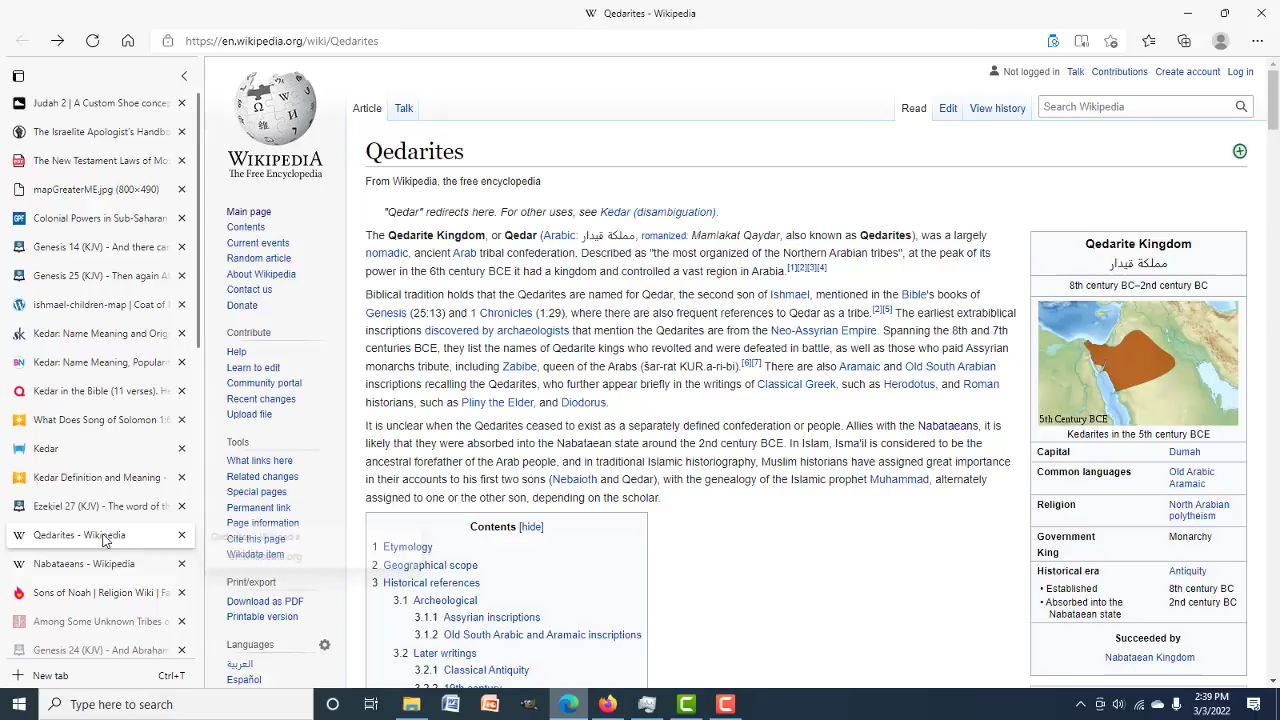 Qedarites - Wikipedia
https://en.wikipedia.org/wiki/Qedarites
Judah 2 | A Custom Shoe concep
The Israelite Apologist's Handbo
The New Testament Laws of Mos
mapGreaterME.jpg (800×490)
Colonial Powers in Sub-Saharan
Genesis 14 (KJV) - And there can
Genesis 25 (KJV) - Then again Al
ishmael-children-map | Coat of I
Kedar: Name Meaning and Orig
Kedar: Name Meaning, Populari
Kedar in the Bible (11 verses). He
What Does Song of Solomon 1:6
Kedar
Kedar Definition and Meaning -
Ezekiel 27 (KJV) - The word of th
Qedarites - Wikipedia
Nabataeans - Wikipedia
Sons of Noah | Religion Wiki | Fa
Among Some Unknown Tribes o
Genesis 24 (KJV) - And Abraham
New tab Ctrl+T
WIKIPEDIA
The Free Encyclopedia
Main page
Contents
Current events
Random article
About Wikipedia
Contact us
Donate
Contribute
Help
Learn to edit
Community portal
Recent changes
Upload file
Tools
What links here
Related changes
Special pages
Permanent link
Page information
Cite this page
Wikidata item
Print/export
Download as PDF
Printable version
Languages
العربية
Español
Not logged in Talk Contributions Create account Log in
Article Talk Read Edit View history Search Wikipedia
Qedarites
From Wikipedia, the free encyclopedia
"Qedar" redirects here. For other uses, see Kedar (disambiguation).
The Qedarite Kingdom, or Qedar (Arabic: مملكة قيدار, romanized: Mamlakat Qaydar, also known as Qedarites), was a largely
nomadic, ancient Arab tribal confederation. Described as "the most organized of the Northern Arabian tribes", at the peak of its
power in the 6th century BCE it had a kingdom and controlled a vast region in Arabia.[1][2][3][4]
Biblical tradition holds that the Qedarites are named for Qedar, the second son of Ishmael, mentioned in the Bible's books of
Genesis (25:13) and 1 Chronicles (1:29), where there are also frequent references to Qedar as a tribe.[2][5] The earliest extrabiblical
inscriptions discovered by archaeologists that mention the Qedarites are from the Neo-Assyrian Empire. Spanning the 8th and 7th
centuries BCE, they list the names of Qedarite kings who revolted and were defeated in battle, as well as those who paid Assyrian
monarchs tribute, including Zabibe, queen of the Arabs (šar-rat KUR.a-ri-bi).[6][7] There are also Aramaic and Old South Arabian
inscriptions recalling the Qedarites, who further appear briefly in the writings of Classical Greek, such as Herodotus, and Roman
historians, such as Pliny the Elder, and Diodorus.
It is unclear when the Qedarites ceased to exist as a separately defined confederation or people. Allies with the Nabataeans, it is
likely that they were absorbed into the Nabataean state around the 2nd century BCE. In Islam, Isma'il is considered to be the
ancestral forefather of the Arab people, and in traditional Islamic historiography, Muslim historians have assigned great importance
in their accounts to his first two sons (Nebaioth and Qedar), with the genealogy of the Islamic prophet Muhammad, alternately
assigned to one or the other son, depending on the scholar.
Contents [hide]
1 Etymology
2 Geographical scope
3 Historical references
3.1 Archeological
3.1.1 Assyrian inscriptions
3.1.2 Old South Arabic and Aramaic inscriptions
3.2 Later writings
3.2.1 Classical Antiquity
Qedarite Kingdom
مملكة قيدار
8th century BC–2nd century BC
5th Century BCE
Kedarites in the 5th century BCE
Capital Dumah
Common languages Old Arabic
Aramaic
Religion North Arabian
polytheism
Government Monarchy
King
Historical era Antiquity
• Established 8th century BC
• Absorbed into the 2nd century BC
Nabataean state
Succeeded by
Nabataean Kingdom
Type here to search
2:39 PM
3/3/2022